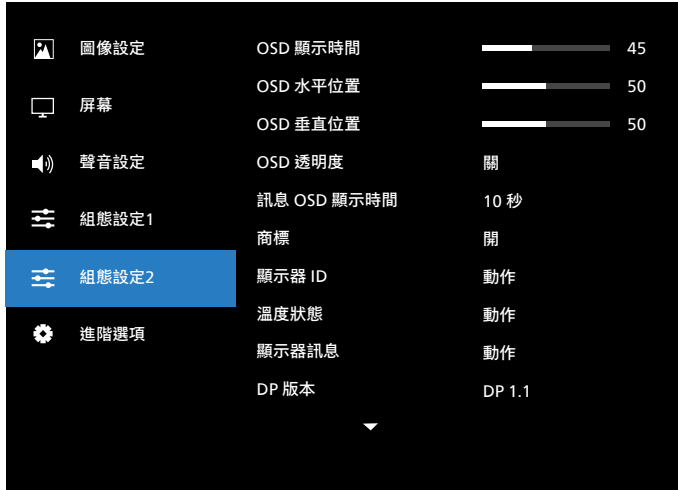 圖像設定
屏幕
聲音設定
組態設定1
組態設定2
進階選項
OSD 顯示時間 45
OSD 水平位置 50
OSD 垂直位置 50
OSD 透明度 關
訊息 OSD 顯示時間 10 秒
商標 開
顯示器 ID 動作
溫度狀態 動作
顯示器訊息 動作
DP 版本 DP 1.1